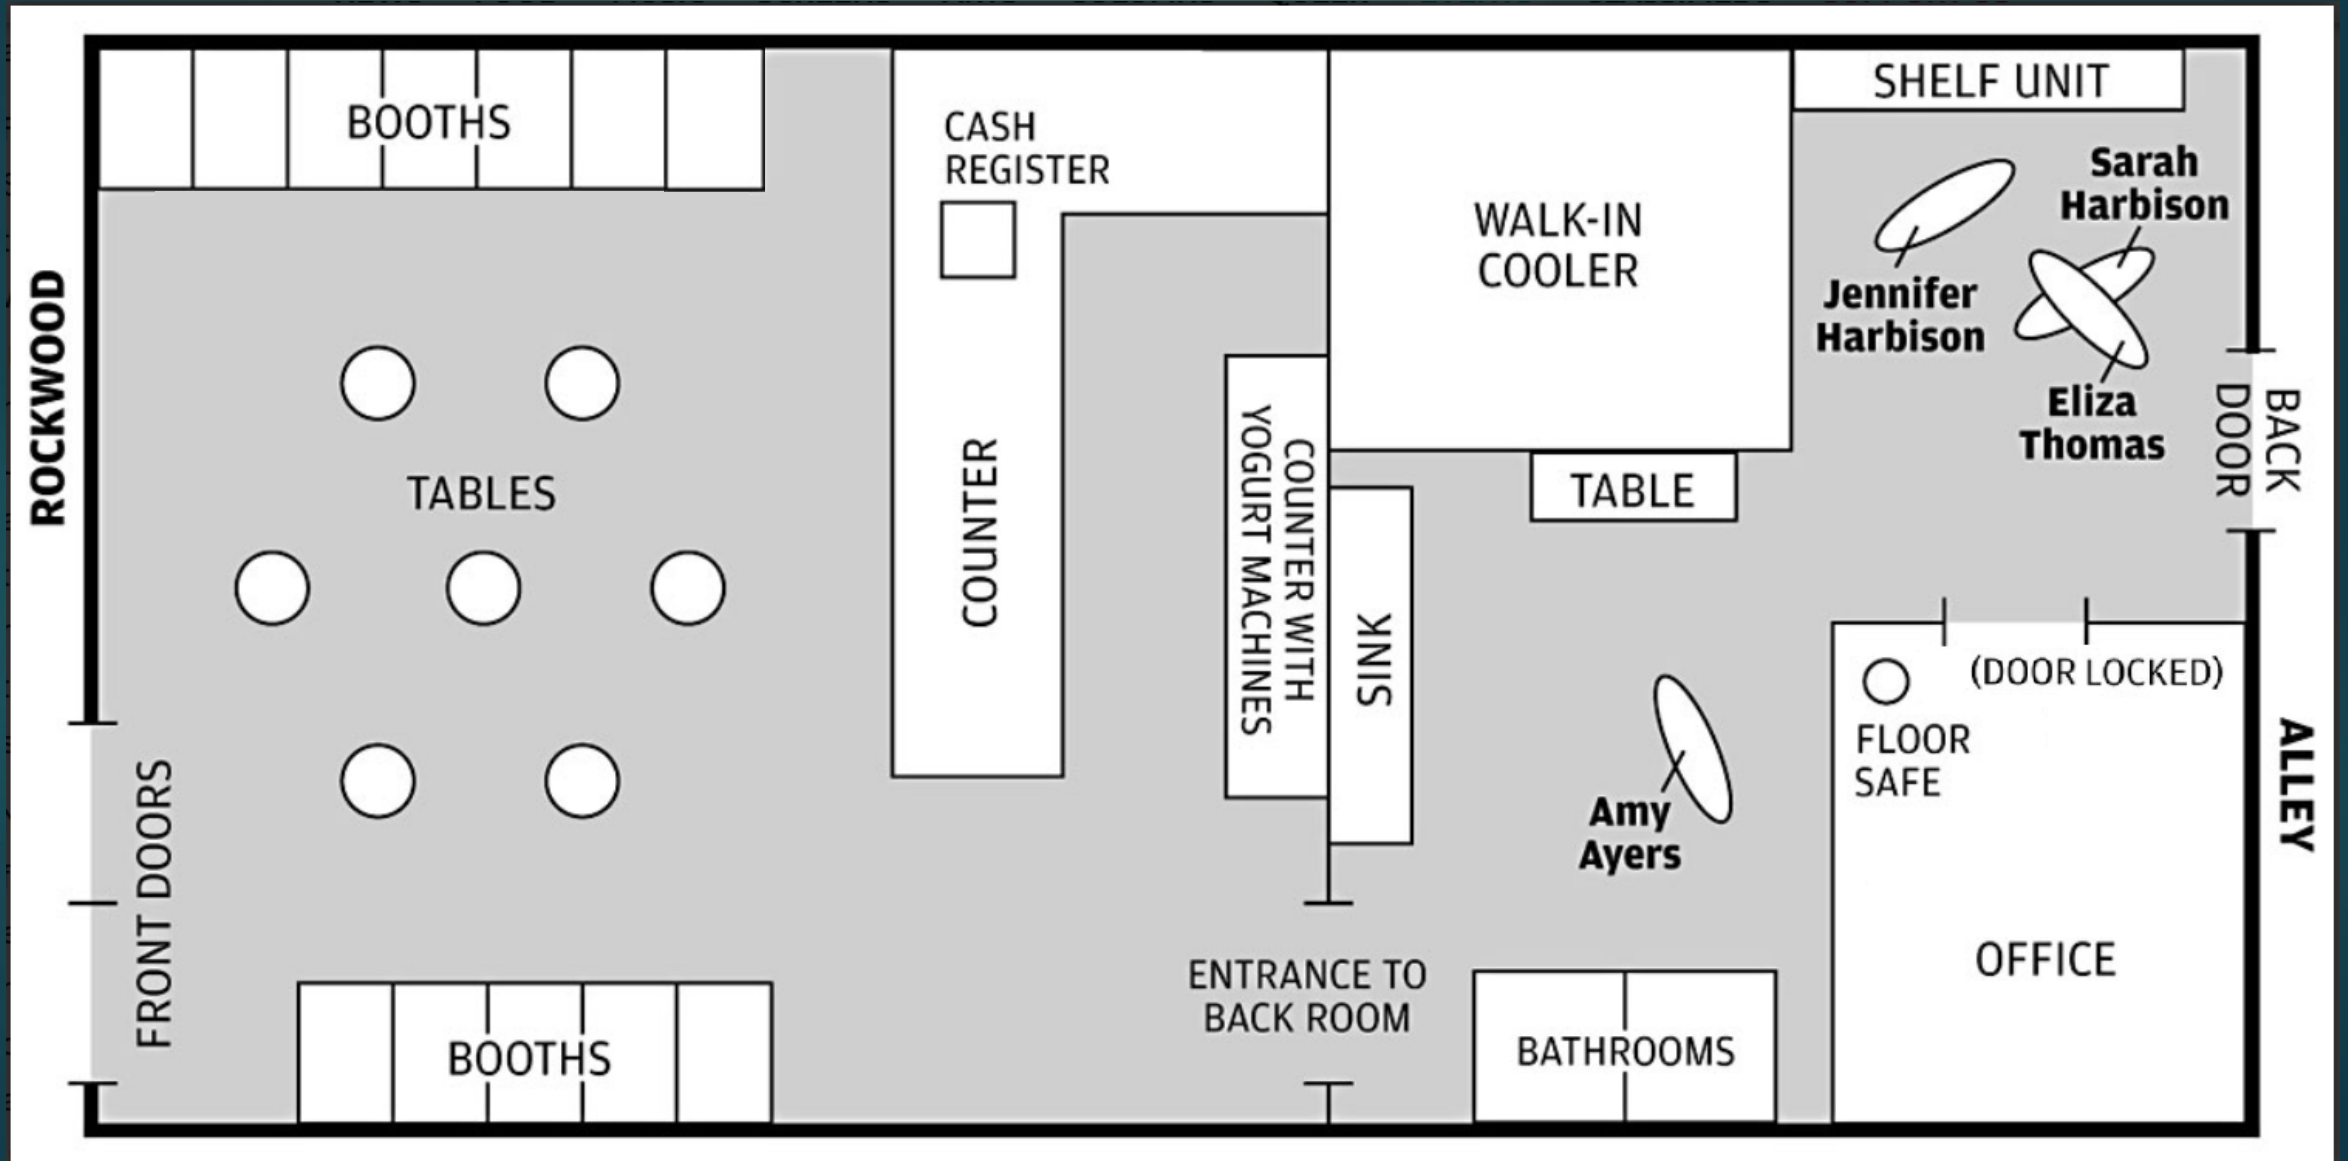 BOOTHS
CASH
REGISTER
WALK-IN
COOLER
SHELF UNIT
Sarah
Harbison
Jennifer
Harbison
Eliza
Thomas
BACK
DOOR
ROCKWOOD
TABLES
COUNTER
COUNTER WITH
YOGURT MACHINES
SINK
TABLE
(DOOR LOCKED)
FLOOR
SAFE
ALLEY
Amy
Ayers
FRONT DOORS
ENTRANCE TO
BACK ROOM
OFFICE
BOOTHS
BATHROOMS